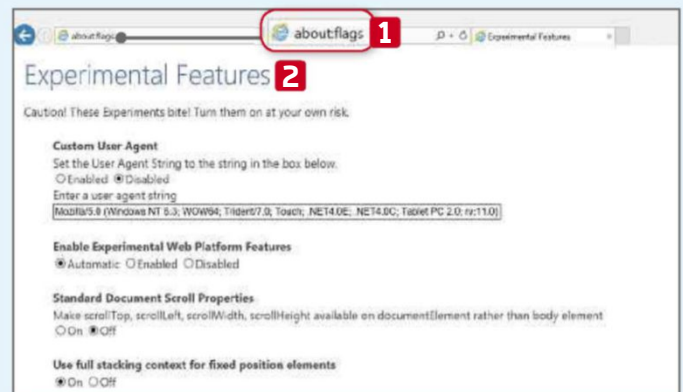 about:flags
about:flags 1
Experimental Features
Experimental Features 2
Caution! These Experiments bite! Turn them on at your own risk.
Custom User Agent
Set the User Agent String to the string in the box below.
Enabled Disabled
Enter a user agent string
Mozilla/5.0 (Windows NT 6.3; WOW64; Trident/7.0; Touch; .NET4.0E; .NET4.0C; Tablet PC 2.0; rv:11.0)
Enable Experimental Web Platform Features
Automatic Enabled Disabled
Standard Document Scroll Properties
Make scrollTop, scrollLeft, scrollWidth, scrollHeight available on documentElement rather than body element
On Off
Use full stacking context for fixed position elements
On Off